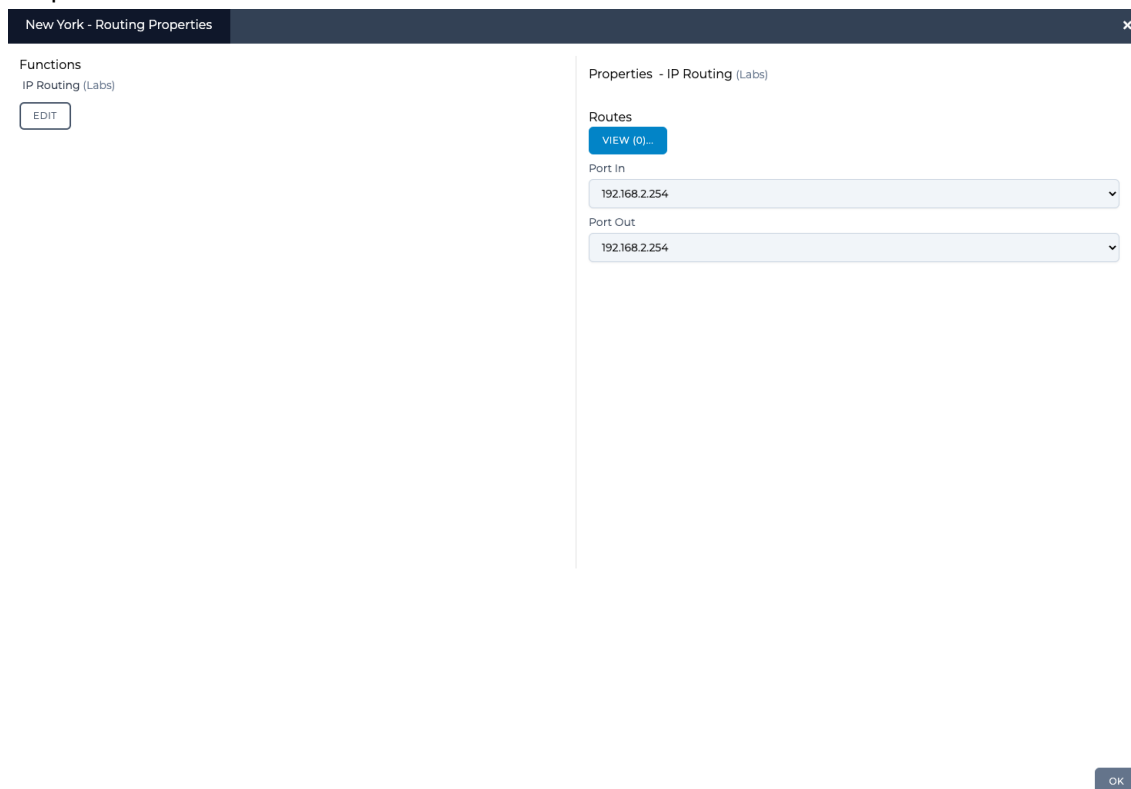 New York - Routing Properties
Functions
IP Routing (Labs)
EDIT
Properties - IP Routing (Labs)
Routes
VIEW (0)...
Port In
192.168.2.254
Port Out
192.168.2.254
OK